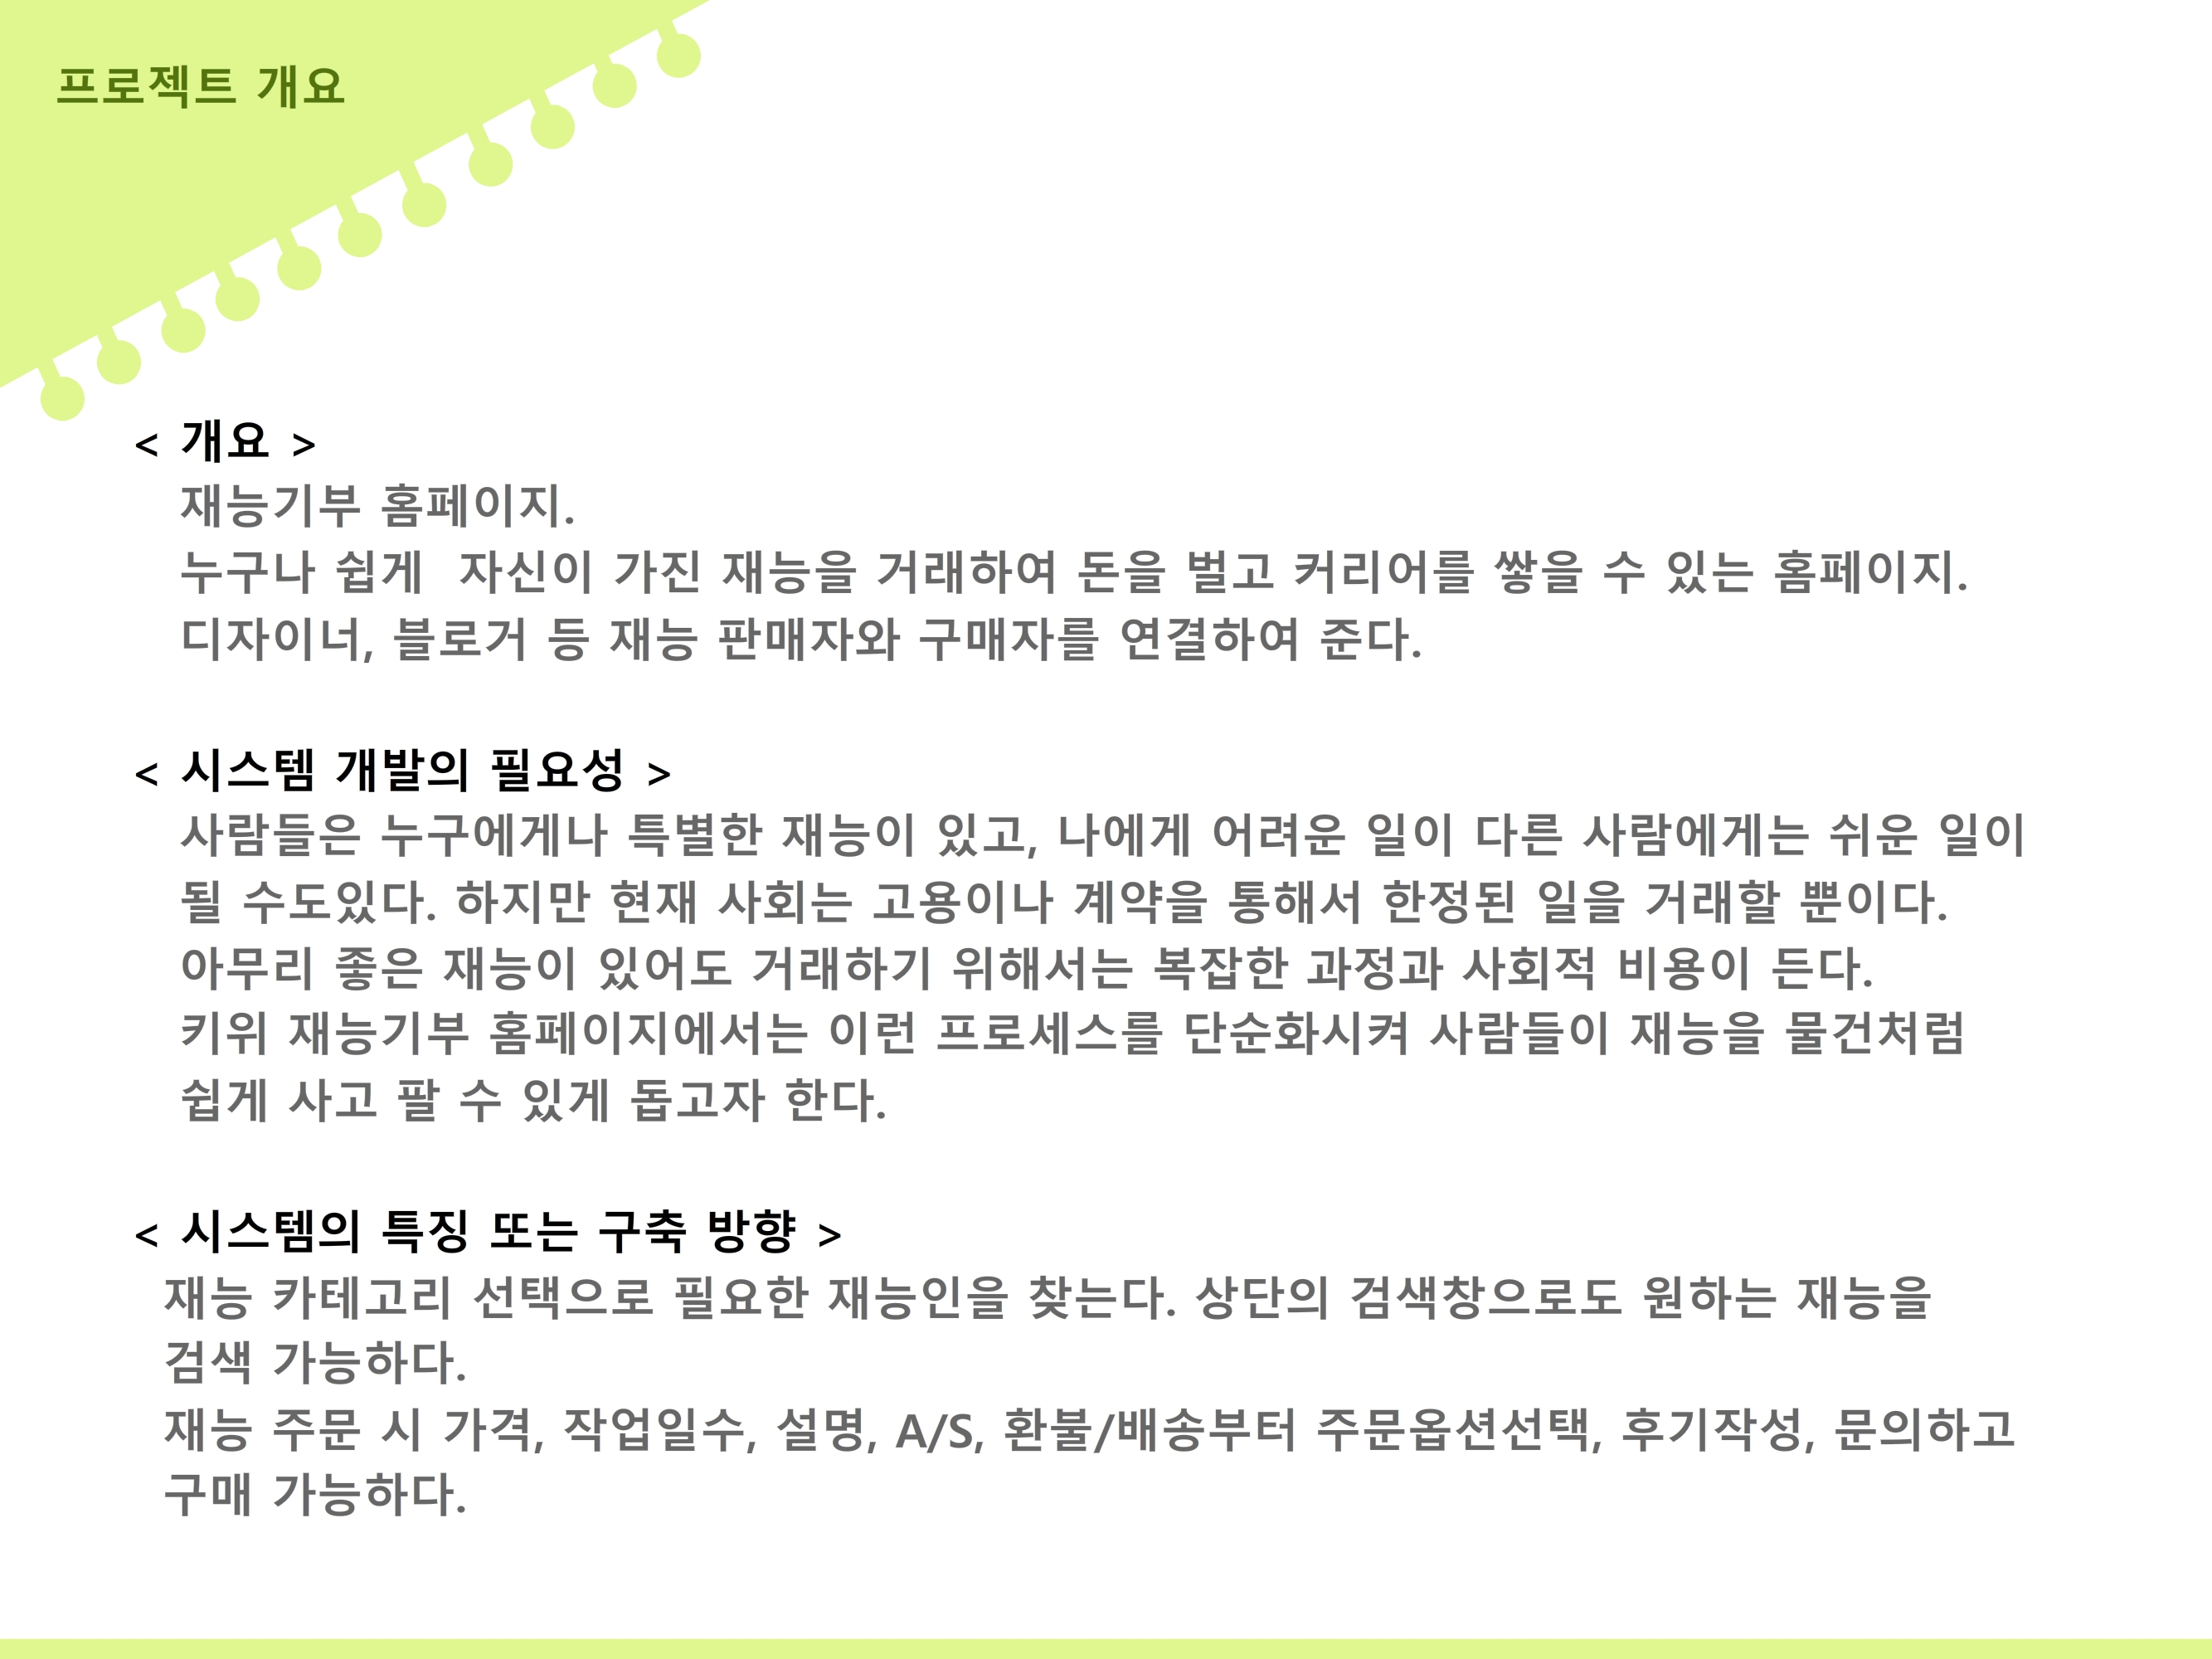 프로젝트 개요
< 개요 >
재능기부 홈페이지.
누구나 쉽게 자신이 가진 재능을 거래하여 돈을 벌고 커리어를 쌓을 수 있는 홈페이지.
디자이너, 블로거 등 재능 판매자와 구매자를 연결하여 준다.
< 시스템 개발의 필요성 >
사람들은 누구에게나 특별한 재능이 있고, 나에게 어려운 일이 다른 사람에게는 쉬운 일이
될 수도있다. 하지만 현재 사회는 고용이나 계약을 통해서 한정된 일을 거래할 뿐이다.
아무리 좋은 재능이 있어도 거래하기 위해서는 복잡한 과정과 사회적 비용이 든다.
키위 재능기부 홈페이지에서는 이런 프로세스를 단순화시켜 사람들이 재능을 물건처럼
쉽게 사고 팔 수 있게 돕고자 한다.
< 시스템의 특징 또는 구축 방향 >
재능 카테고리 선택으로 필요한 재능인을 찾는다. 상단의 검색창으로도 원하는 재능을
검색 가능하다.
재능 주문 시 가격, 작업일수, 설명, A/S, 환불/배송부터 주문옵션선택, 후기작성, 문의하고
구매 가능하다.